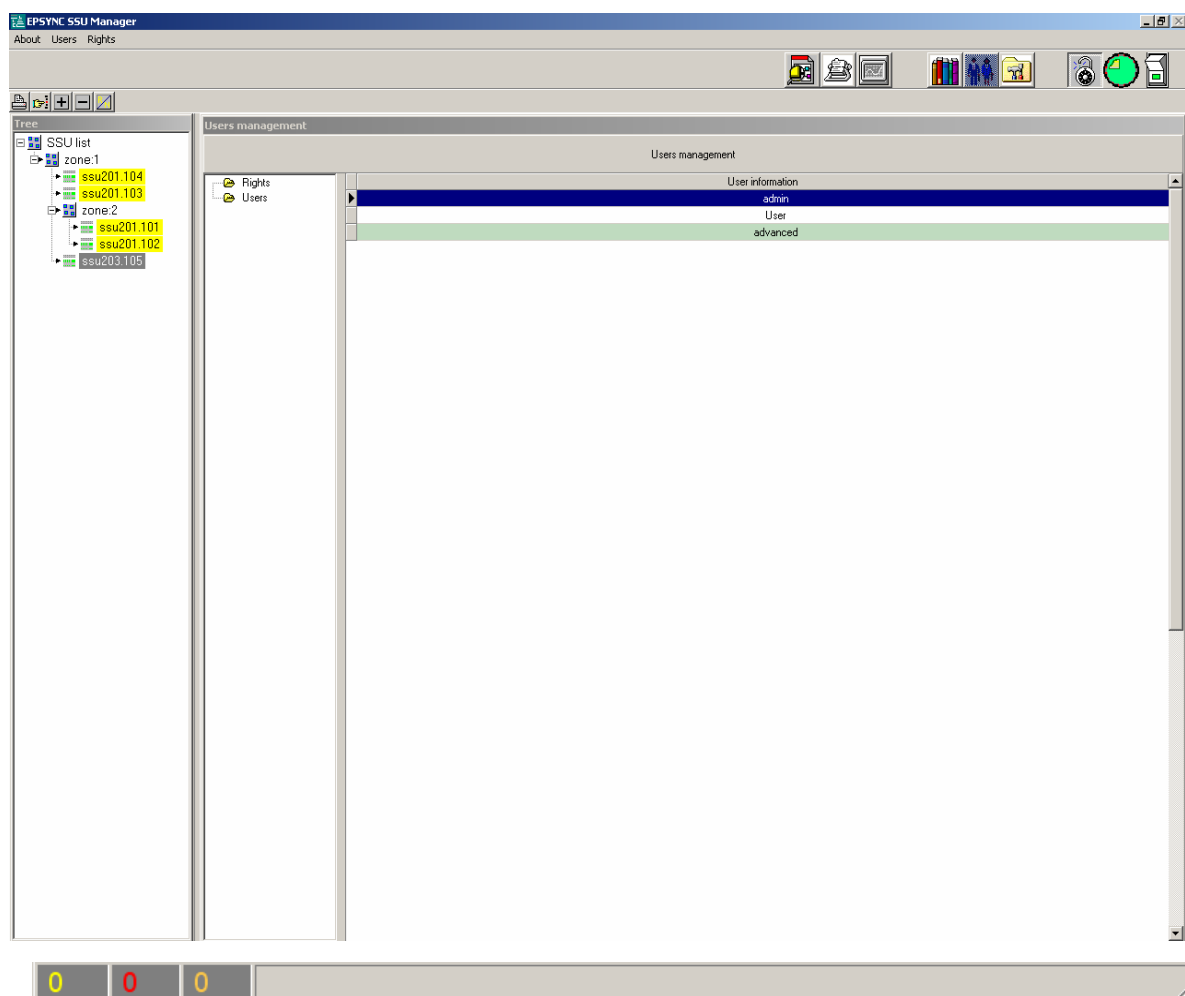 EPSYNC SSU Manager
About Users Rights
Tree
SSU list
zone:1
ssu201.104
ssu201.103
zone:2
ssu201.101
ssu201.102
ssu203.105
Users management
Users management
Rights
Users
User information
admin
User
advanced
0 0 0